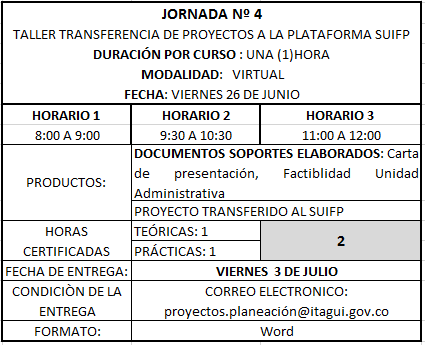 JORNADA Nº 4
TALLER TRANSFERENCIA DE PROYECTOS A LA PLATAFORMA SUIFP
DURACIÓN POR CURSO : UNA (1)HORA
MODALIDAD: VIRTUAL
FECHA: VIERNES 26 DE JUNIO
HORARIO 1 HORARIO 2 HORARIO 3
8:00 A 9:00 9:30 A 10:30 11:00 A 12:00
PRODUCTOS:
DOCUMENTOS SOPORTES ELABORADOS: Carta
de presentación, Factiblidad Unidad
Administrativa
PROYECTO TRANSFERIDO AL SUIFP
HORAS
CERTIFICADAS
TEÓRICAS: 1
PRÁCTICAS: 1
2
FECHA DE ENTREGA: VIERNES 3 DE JULIO
CONDICIÒN DE LA
ENTREGA
CORREO ELECTRONICO:
proyectos.planeación@itagui.gov.co
FORMATO: Word